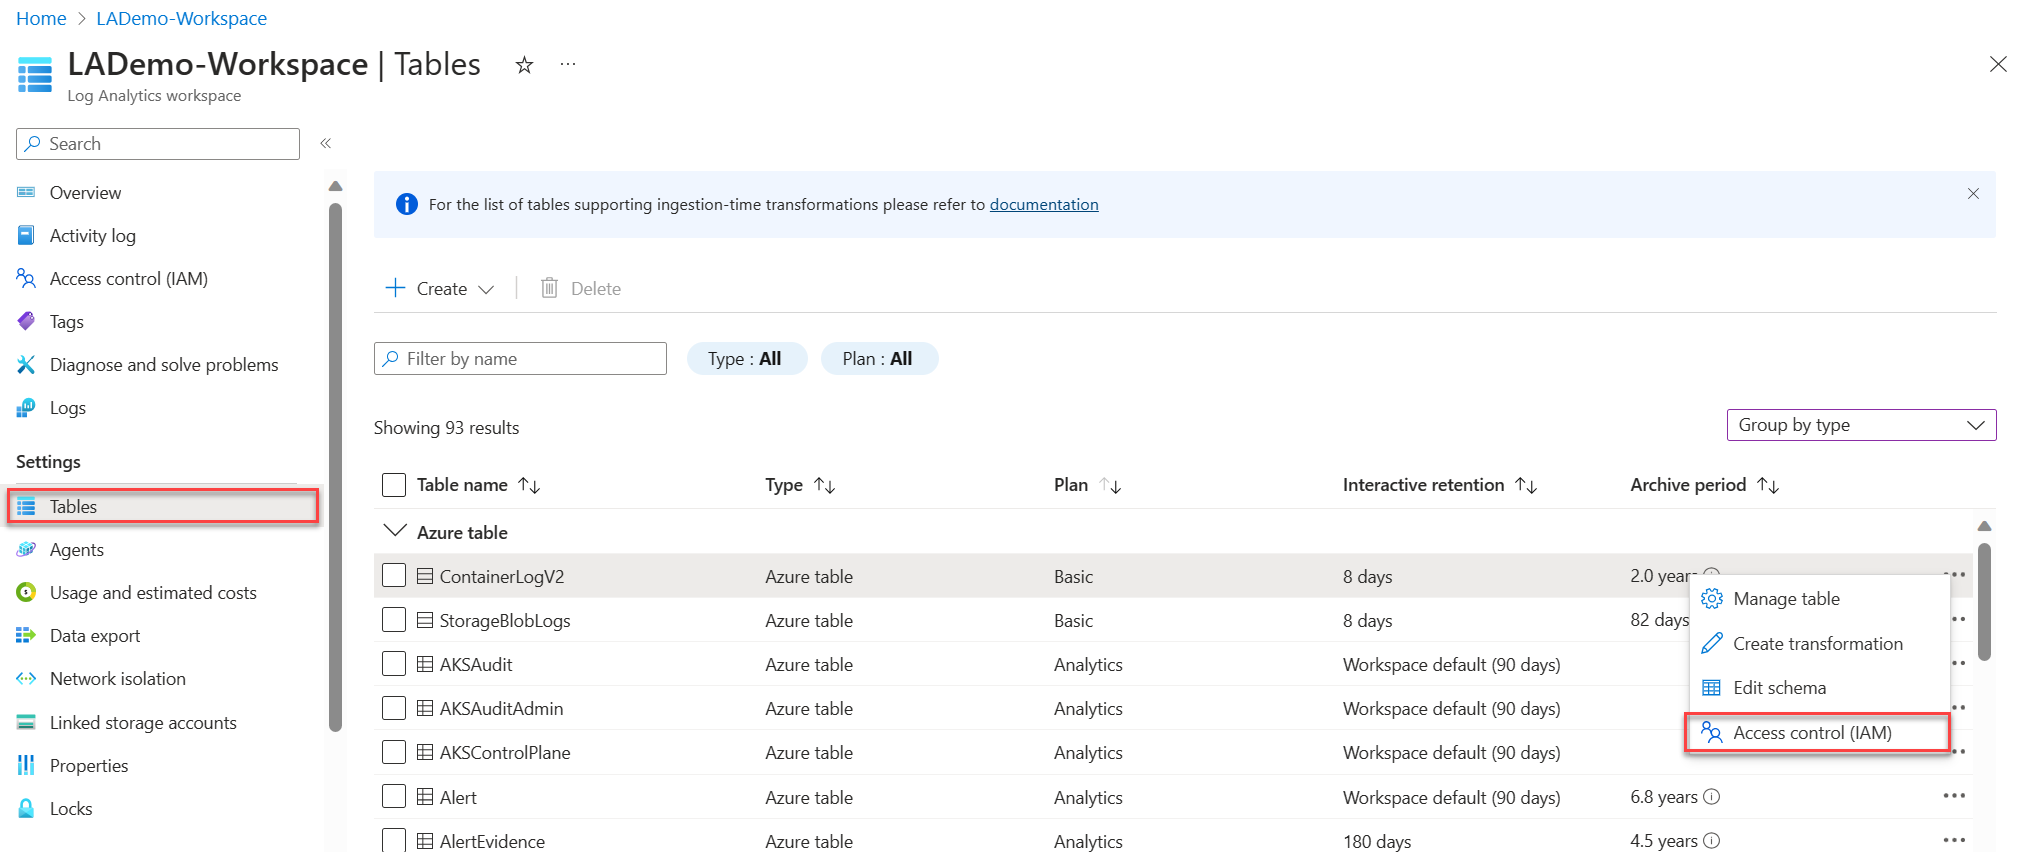 Home > LADemo-Workspace
LADemo-Workspace | Tables
Log Analytics workspace
Search
Overview
Activity log
Access control (IAM)
Tags
Diagnose and solve problems
Logs
Settings
Tables
Agents
Usage and estimated costs
Data export
Network isolation
Linked storage accounts
Properties
Locks
For the list of tables supporting ingestion-time transformations please refer to documentation
Create Delete
Filter by name Type : All Plan : All
Showing 93 results Group by type
Table name Type Plan Interactive retention Archive period
Azure table
ContainerLogV2 Azure table Basic 8 days 2.0 years
StorageBlobLogs Azure table Basic 8 days 82 days
AKSAudit Azure table Analytics Workspace default (90 days)
AKSAuditAdmin Azure table Analytics Workspace default (90 days)
AKSControlPlane Azure table Analytics Workspace default (90 days)
Alert Azure table Analytics Workspace default (90 days) 6.8 years
AlertEvidence Azure table Analytics 180 days 4.5 years
Manage table
Create transformation
Edit schema
Access control (IAM)